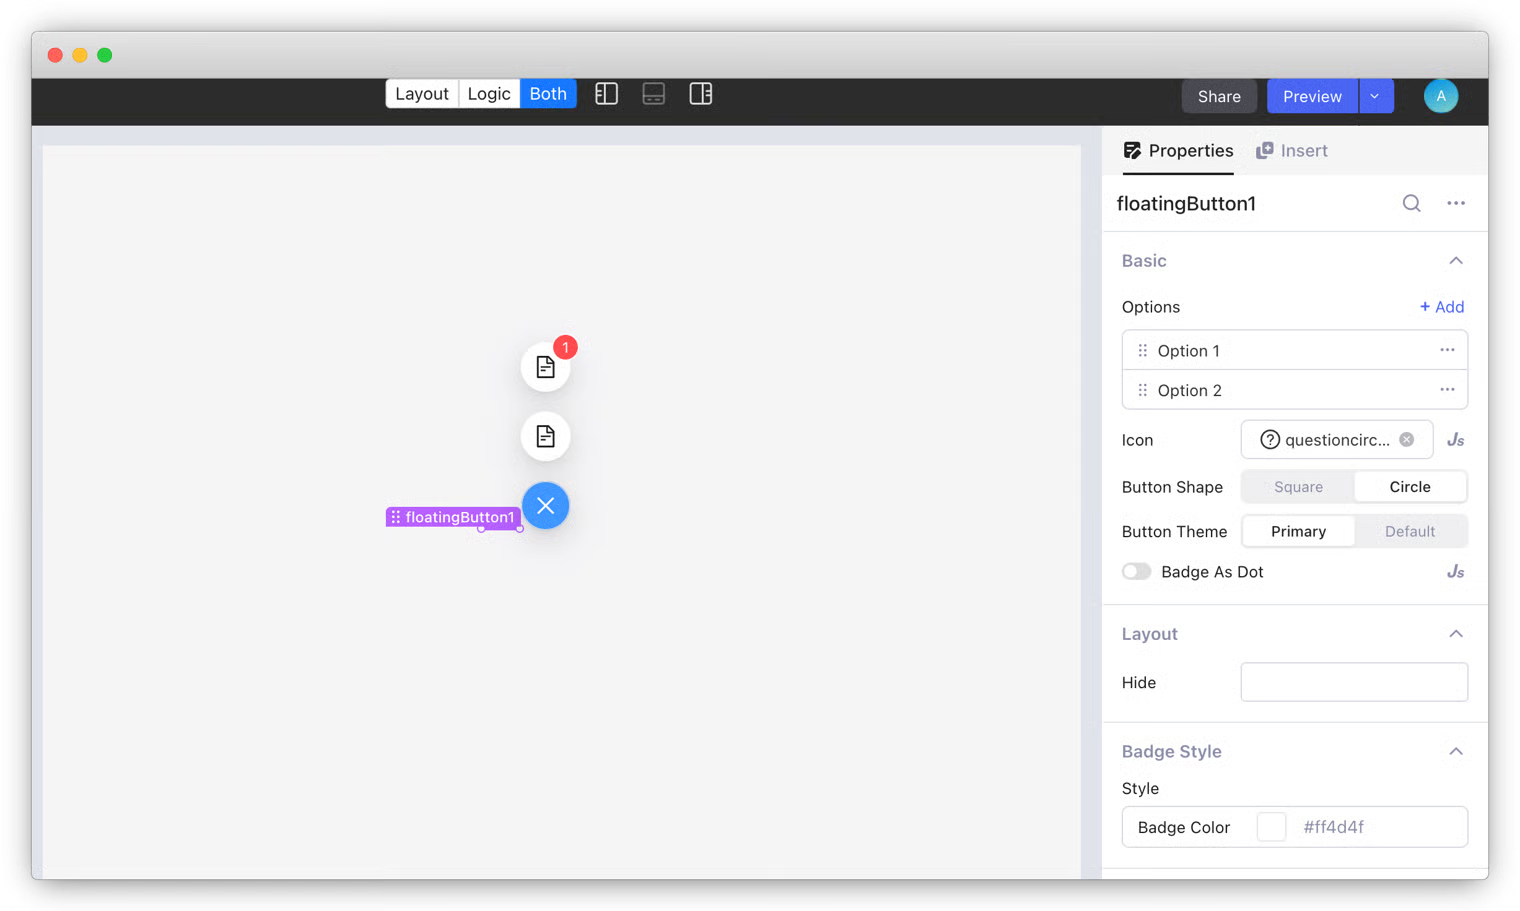 Layout Logic Both
Share Preview A
Properties Insert
floatingButton1
Basic
Options + Add
Option 1
Option 2
Icon questioncirc... Js
Button Shape Square Circle
Button Theme Primary Default
Badge As Dot Js
Layout
Hide
Badge Style
Style
Badge Color #ff4d4f
1
floatingButton1